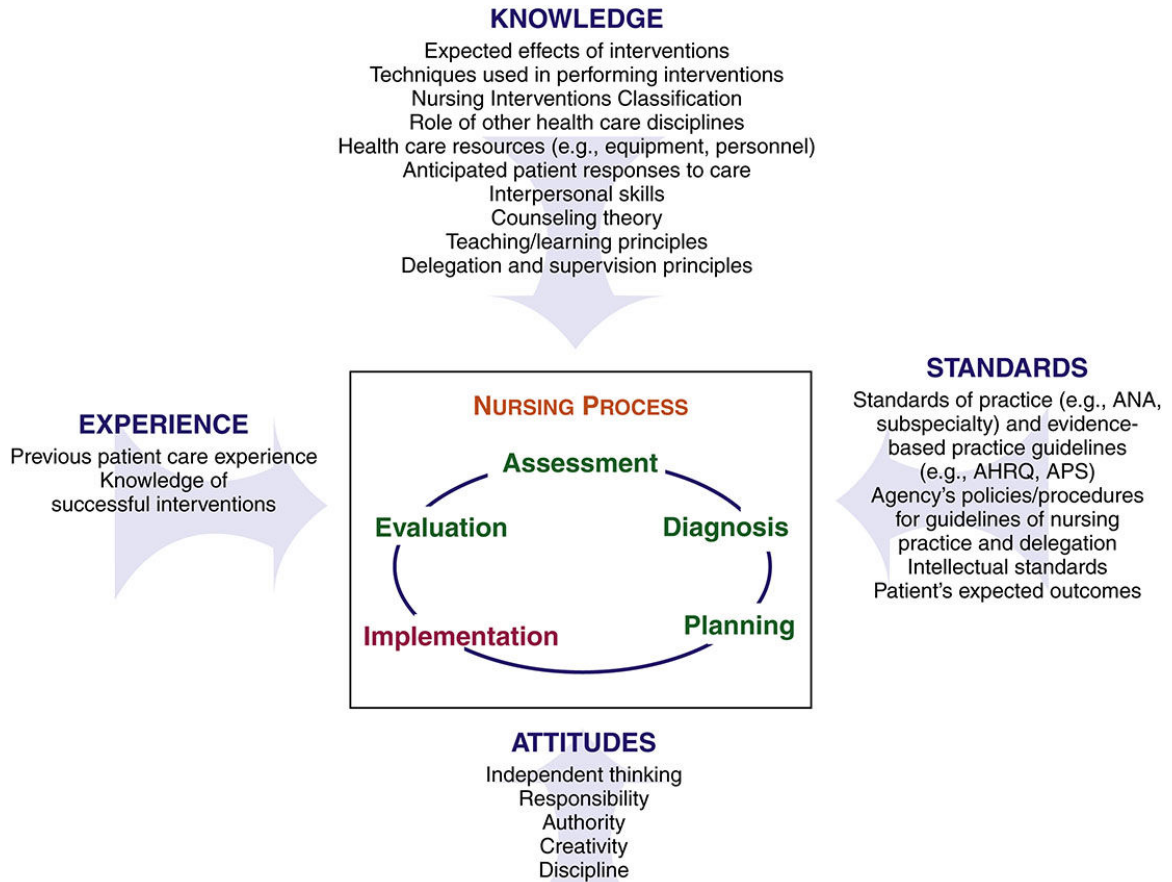 KNOWLEDGE
Expected effects of interventions
Techniques used in performing interventions
Nursing Interventions Classification
Role of other health care disciplines
Health care resources (e.g., equipment, personnel)
Anticipated patient responses to care
Interpersonal skills
Counseling theory
Teaching/learning principles
Delegation and supervision principles
EXPERIENCE
Previous patient care experience
Knowledge of
successful interventions
NURSING PROCESS
Assessment
Diagnosis
Planning
Implementation
Evaluation
STANDARDS
Standards of practice (e.g., ANA,
subspecialty) and evidence-
based practice guidelines
(e.g., AHRQ, APS)
Agency's policies/procedures
for guidelines of nursing
practice and delegation
Intellectual standards
Patient's expected outcomes
ATTITUDES
Independent thinking
Responsibility
Authority
Creativity
Discipline